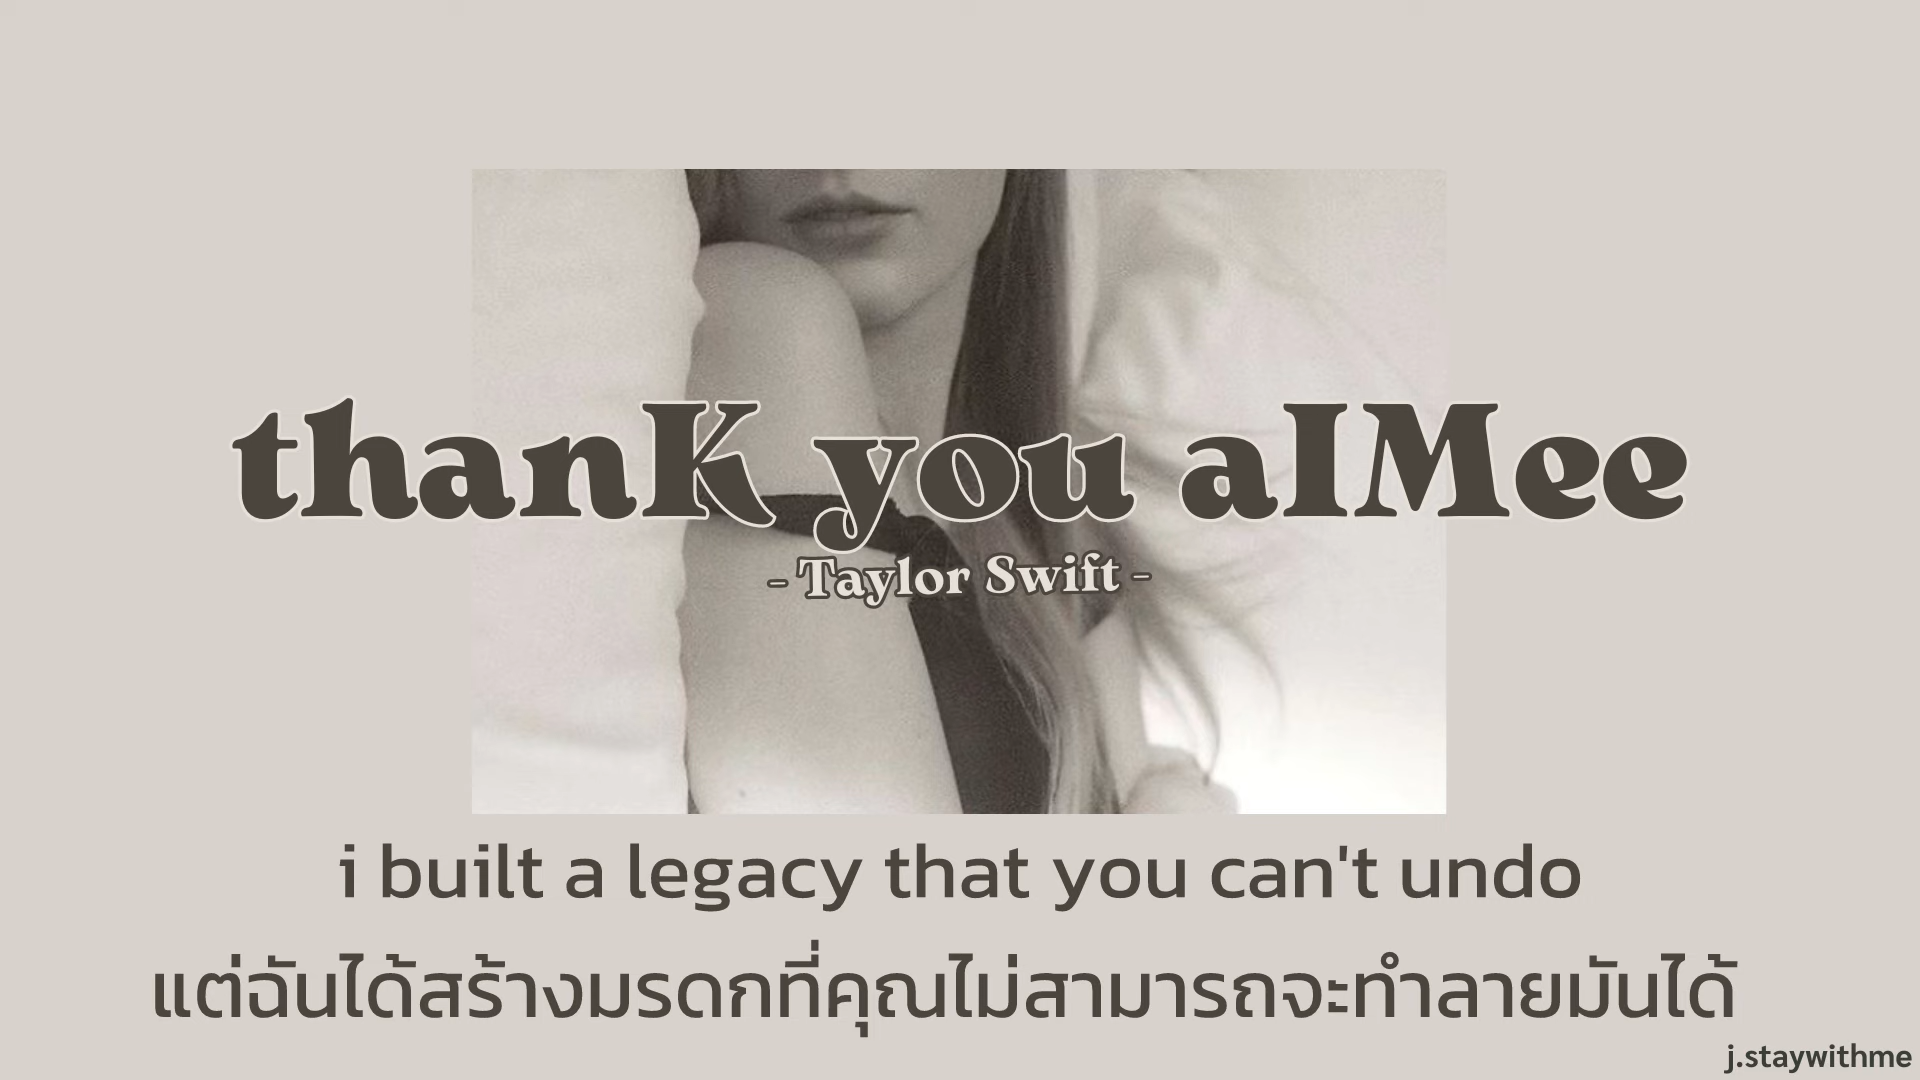 thanK you aIMee
- Taylor Swift -
i built a legacy that you can't undo
แต่ฉันได้สร้างมรดกที่คุณไม่สามารถจะทำลายมันได้
j.staywithme